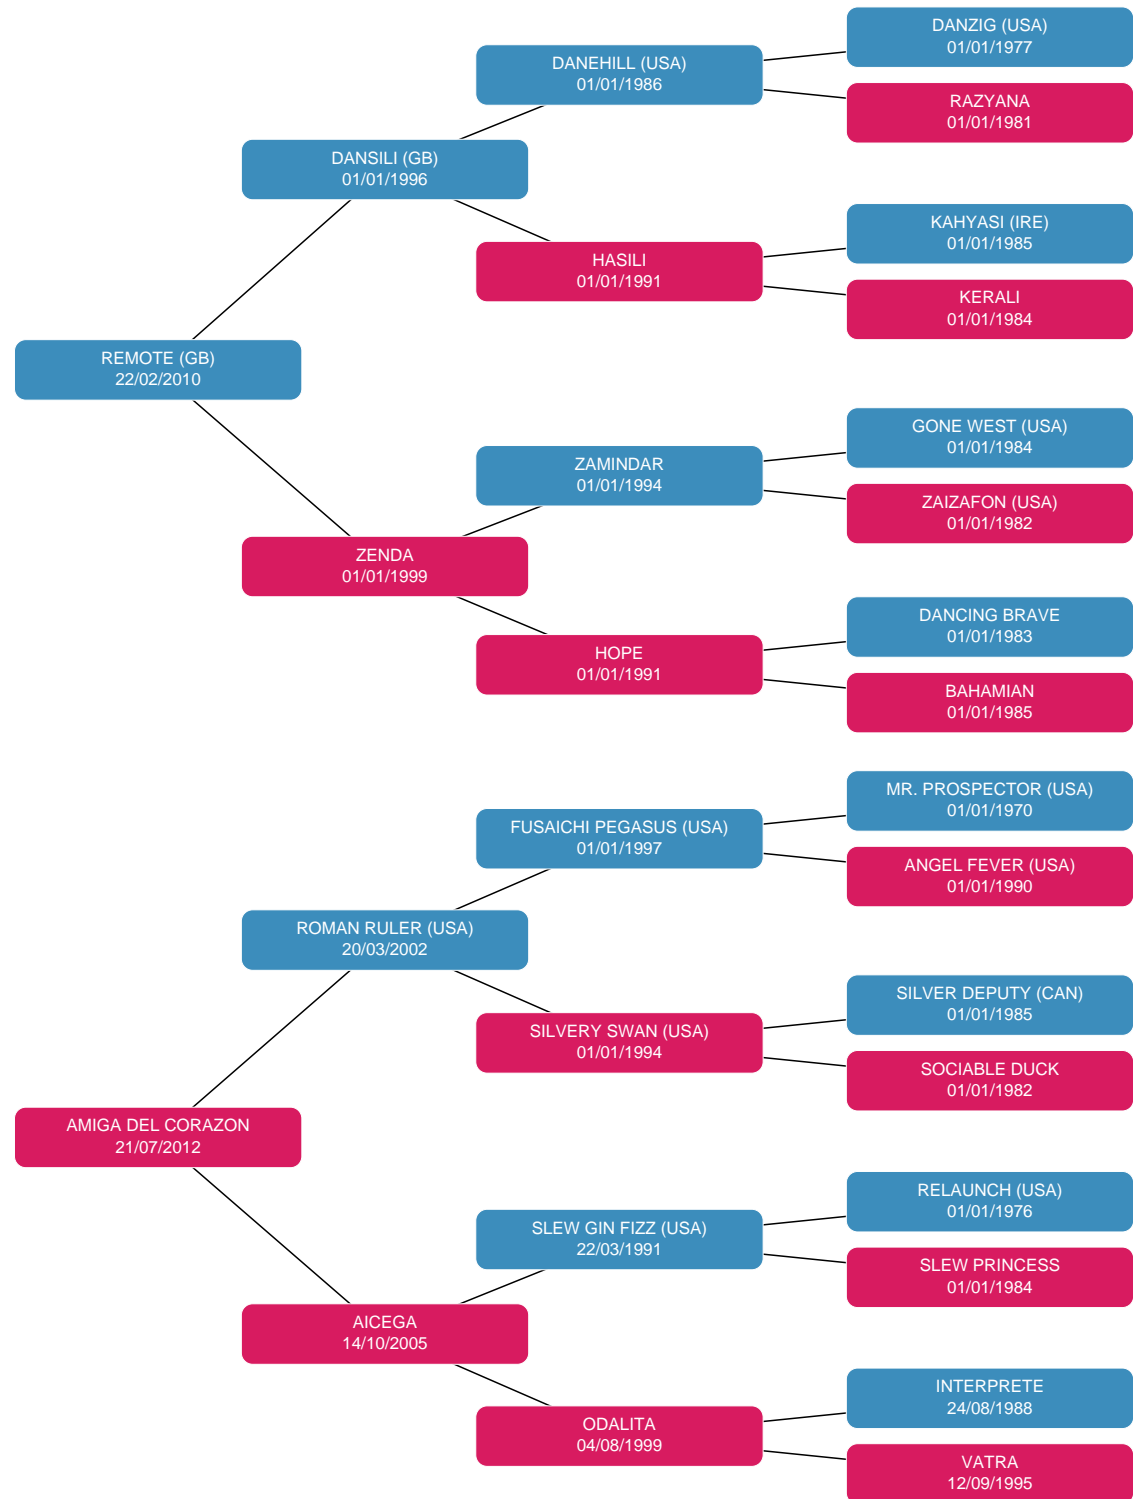 DANZIG (USA)
01/01/1977
DANEHILL (USA)
01/01/1986
RAZYANA
01/01/1981
DANSILI (GB)
01/01/1996
KAHYASI (IRE)
01/01/1985
HASILI
01/01/1991
KERALI
01/01/1984
REMOTE (GB)
22/02/2010
GONE WEST (USA)
01/01/1984
ZAMINDAR
01/01/1994
ZAIZAFON (USA)
01/01/1982
ZENDA
01/01/1999
DANCING BRAVE
01/01/1983
HOPE
01/01/1991
BAHAMIAN
01/01/1985
MR. PROSPECTOR (USA)
01/01/1970
FUSAICHI PEGASUS (USA)
01/01/1997
ANGEL FEVER (USA)
01/01/1990
ROMAN RULER (USA)
20/03/2002
SILVER DEPUTY (CAN)
01/01/1985
SILVERY SWAN (USA)
01/01/1994
SOCIABLE DUCK
01/01/1982
AMIGA DEL CORAZON
21/07/2012
RELAUNCH (USA)
01/01/1976
SLEW GIN FIZZ (USA)
22/03/1991
SLEW PRINCESS
01/01/1984
AICEGA
14/10/2005
INTERPRETE
24/08/1988
ODALITA
04/08/1999
VATRA
12/09/1995